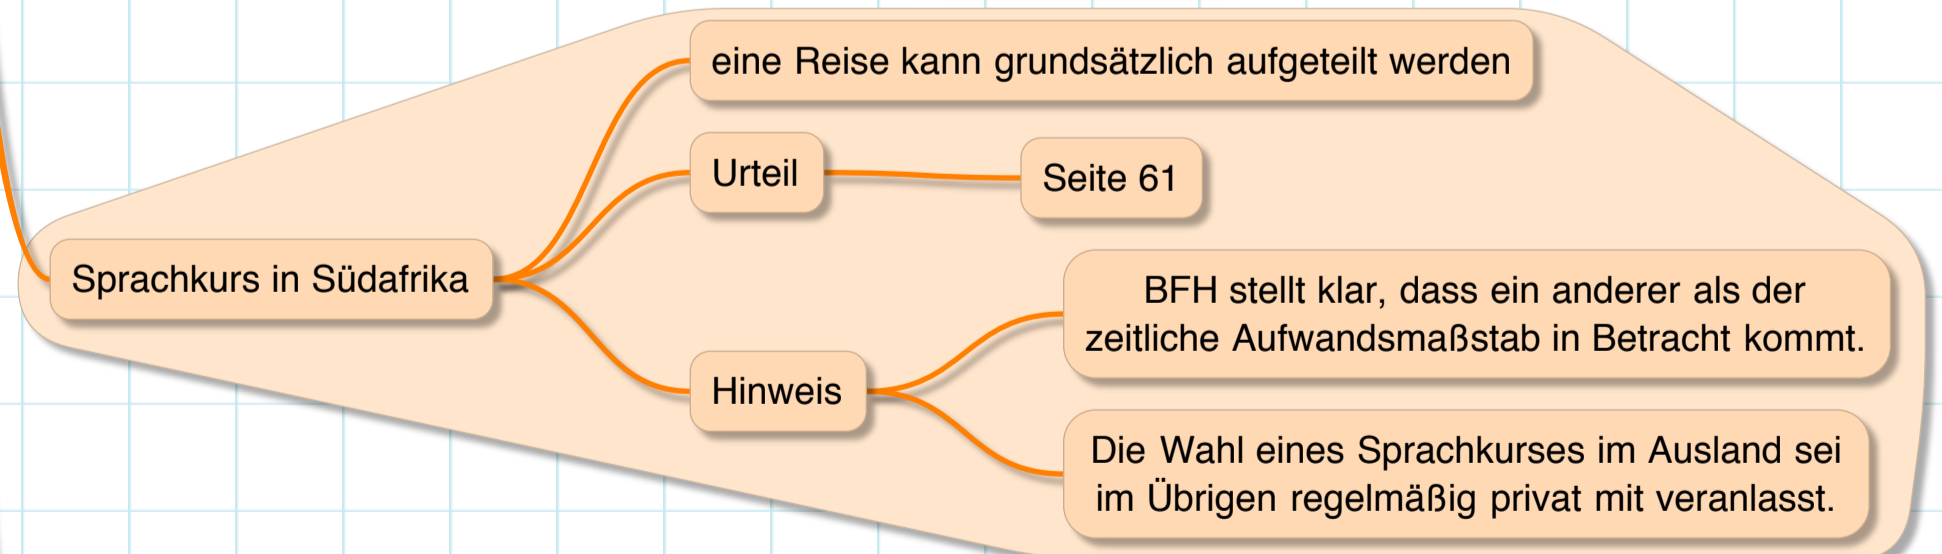 eine Reise kann grundsätzlich aufgeteilt werden
Urteil
Seite 61
Sprachkurs in Südafrika
BFH stellt klar, dass ein anderer als der
zeitliche Aufwandsmaßstab in Betracht kommt.
Hinweis
Die Wahl eines Sprachkurses im Ausland sei
im Übrigen regelmäßig privat mit veranlasst.